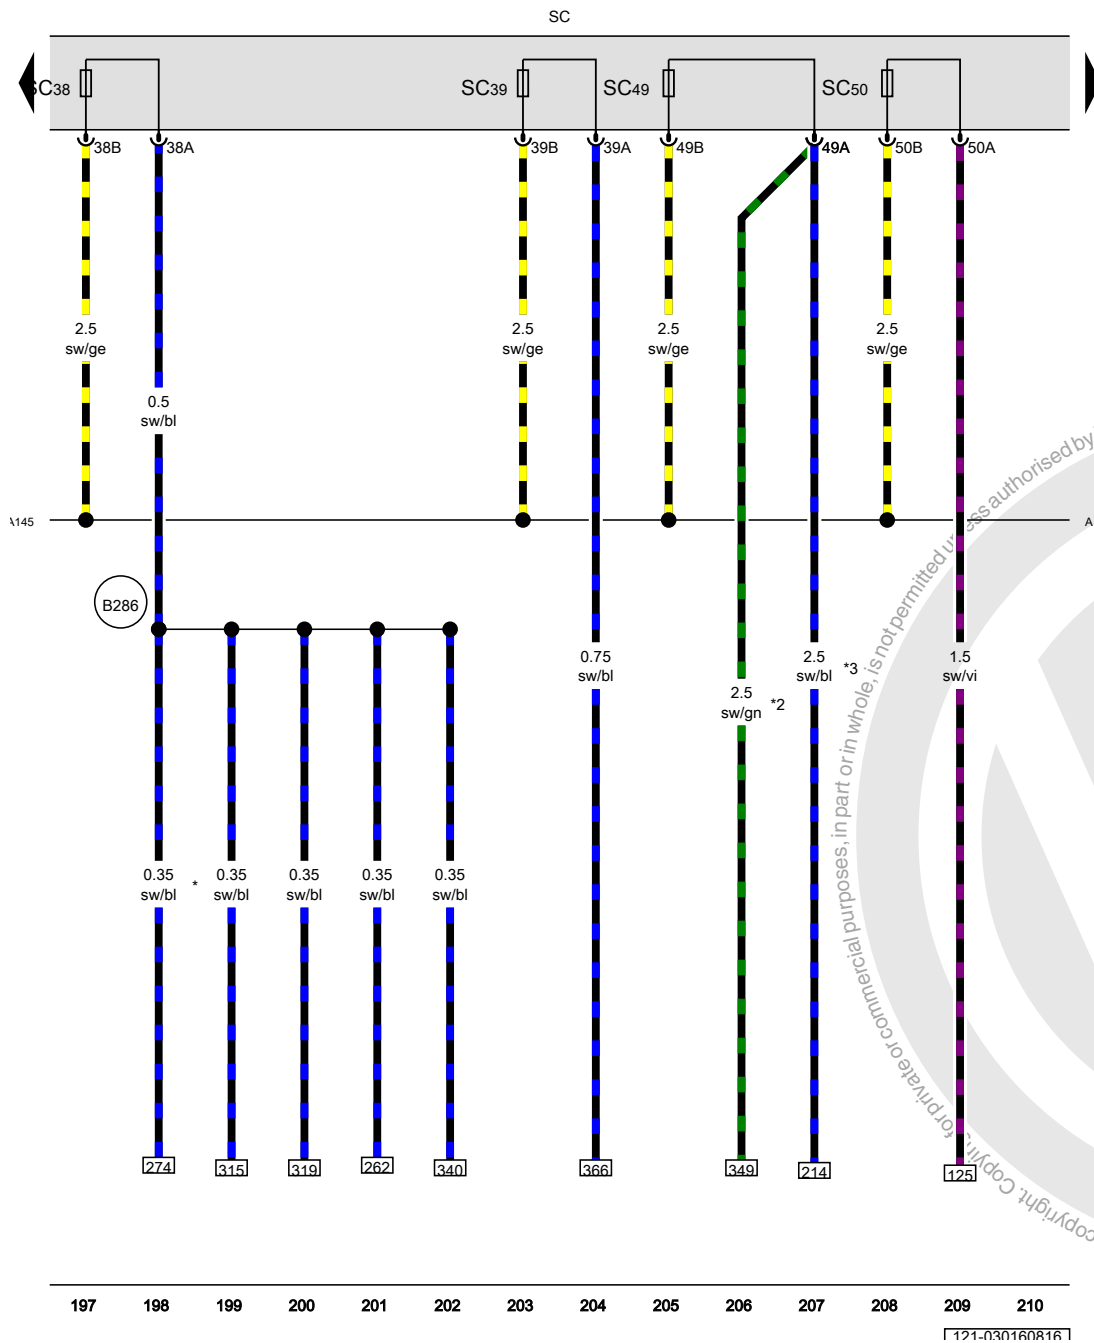 SC
SC38
SC39
SC49
SC50
38B
38A
39B
39A
49B
49A
50B
50A
2.5
sw/ge
0.5
sw/bl
2.5
sw/ge
2.5
sw/ge
2.5
sw/ge
B286
0.75
sw/bl
2.5
sw/gn
*2
2.5
sw/bl
*3
1.5
sw/vi
0.35
sw/bl
*
0.35
sw/bl
0.35
sw/bl
0.35
sw/bl
0.35
sw/bl
274
315
319
262
340
366
349
214
125
copyright. Copying for private or commercial purposes, in part or in whole, is not permitted unless authorised by
197
198
199
200
201
202
203
204
205
206
207
208
209
210
121-030160816